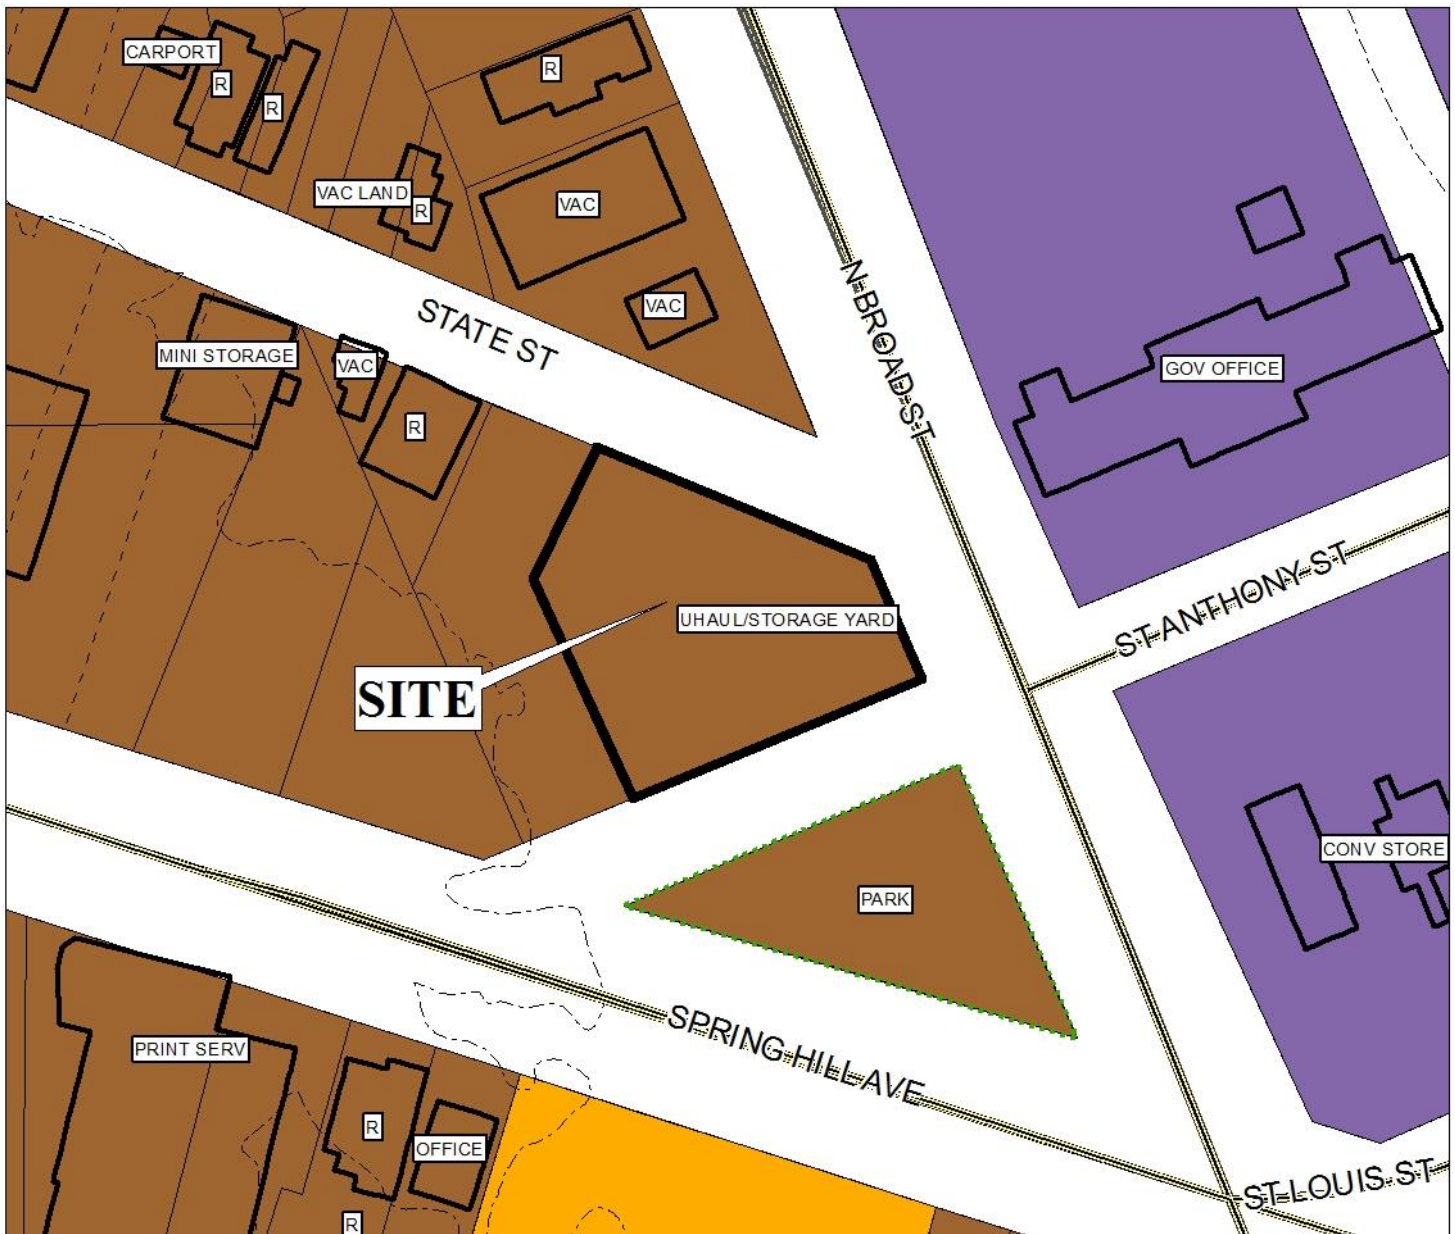 CARPORT
R
R
R
VAC LAND
R
VAC
VAC
STATE ST
N BROAD ST
GOV OFFICE
MINI STORAGE
VAC
R
ST ANTHONY ST
UHAUL/STORAGE YARD
SITE
CONV STORE
PARK
SPRING HILL AVE
PRINT SERV
R
OFFICE
ST LOUIS ST
R